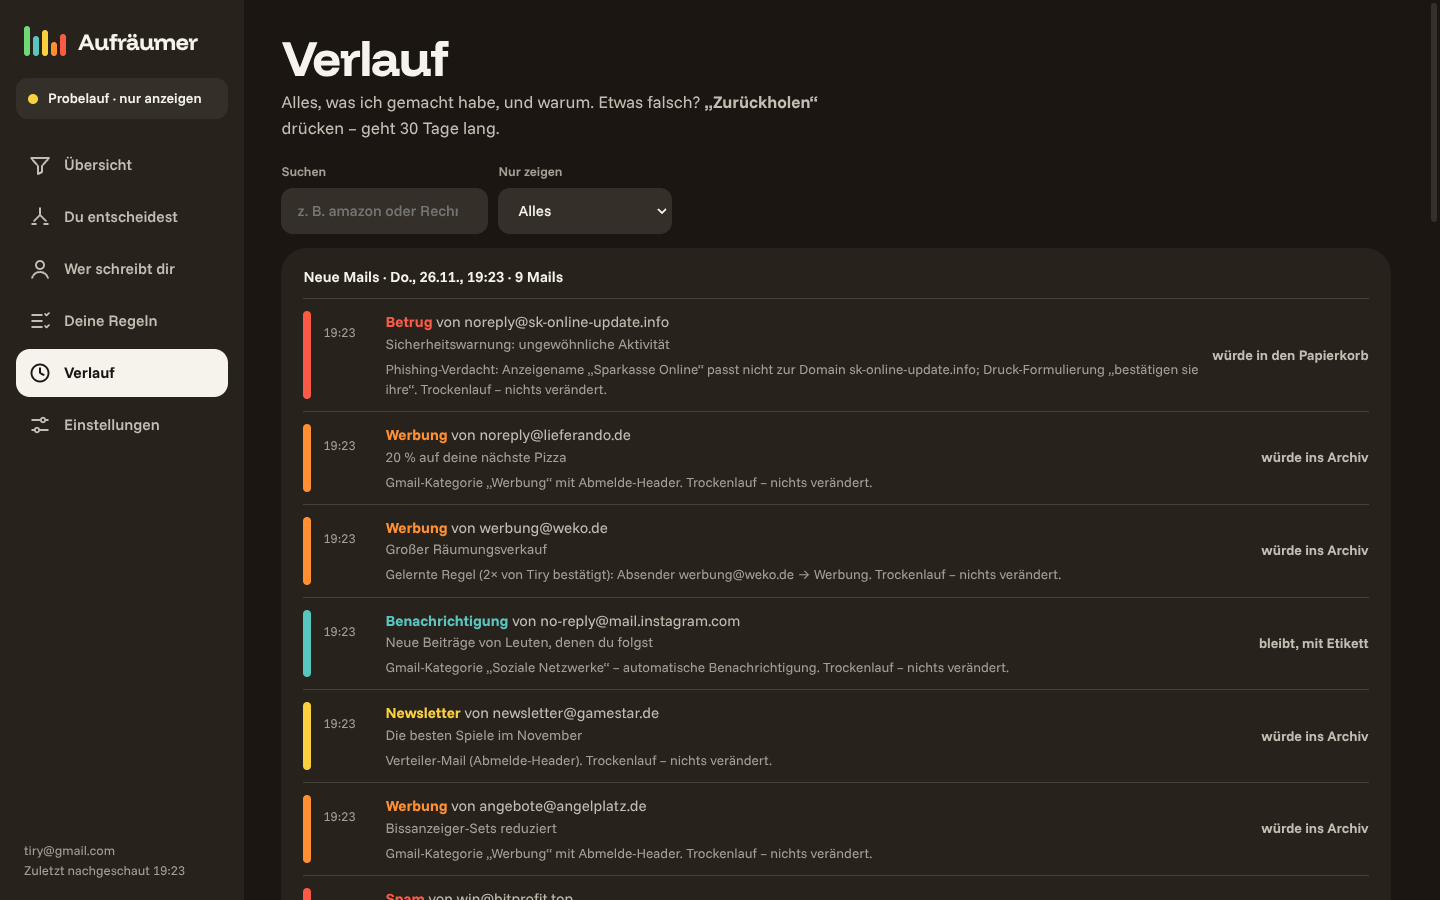 Aufräumer
Probelauf · nur anzeigen
Übersicht
Du entscheidest
Wer schreibt dir
Deine Regeln
Verlauf
Einstellungen
tiry@gmail.com
Zuletzt nachgeschaut 19:23
Verlauf
Alles, was ich gemacht habe, und warum. Etwas falsch? „Zurückholen“
drücken – geht 30 Tage lang.
Suchen
z. B. amazon oder Rech
Nur zeigen
Alles
Neue Mails · Do., 26.11., 19:23 · 9 Mails
19:23
Betrug von noreply@sk-online-update.info
Sicherheitswarnung: ungewöhnliche Aktivität
Phishing-Verdacht: Anzeigename „Sparkasse Online“ passt nicht zur Domain sk-online-update.info; Druck-Formulierung „bestätigen sie
ihre“. Trockenlauf – nichts verändert.
würde in den Papierkorb
19:23
Werbung von noreply@lieferando.de
20 % auf deine nächste Pizza
Gmail-Kategorie „Werbung“ mit Abmelde-Header. Trockenlauf – nichts verändert.
würde ins Archiv
19:23
Werbung von werbung@weko.de
Großer Räumungsverkauf
Gelernte Regel (2× von Tiry bestätigt): Absender werbung@weko.de → Werbung. Trockenlauf – nichts verändert.
würde ins Archiv
19:23
Benachrichtigung von no-reply@mail.instagram.com
Neue Beiträge von Leuten, denen du folgst
Gmail-Kategorie „Soziale Netzwerke“ – automatische Benachrichtigung. Trockenlauf – nichts verändert.
bleibt, mit Etikett
19:23
Newsletter von newsletter@gamestar.de
Die besten Spiele im November
Verteiler-Mail (Abmelde-Header). Trockenlauf – nichts verändert.
würde ins Archiv
19:23
Werbung von angebote@angelplatz.de
Bissanzeiger-Sets reduziert
Gmail-Kategorie „Werbung“ mit Abmelde-Header. Trockenlauf – nichts verändert.
würde ins Archiv
Spam von win@bitprofit.top